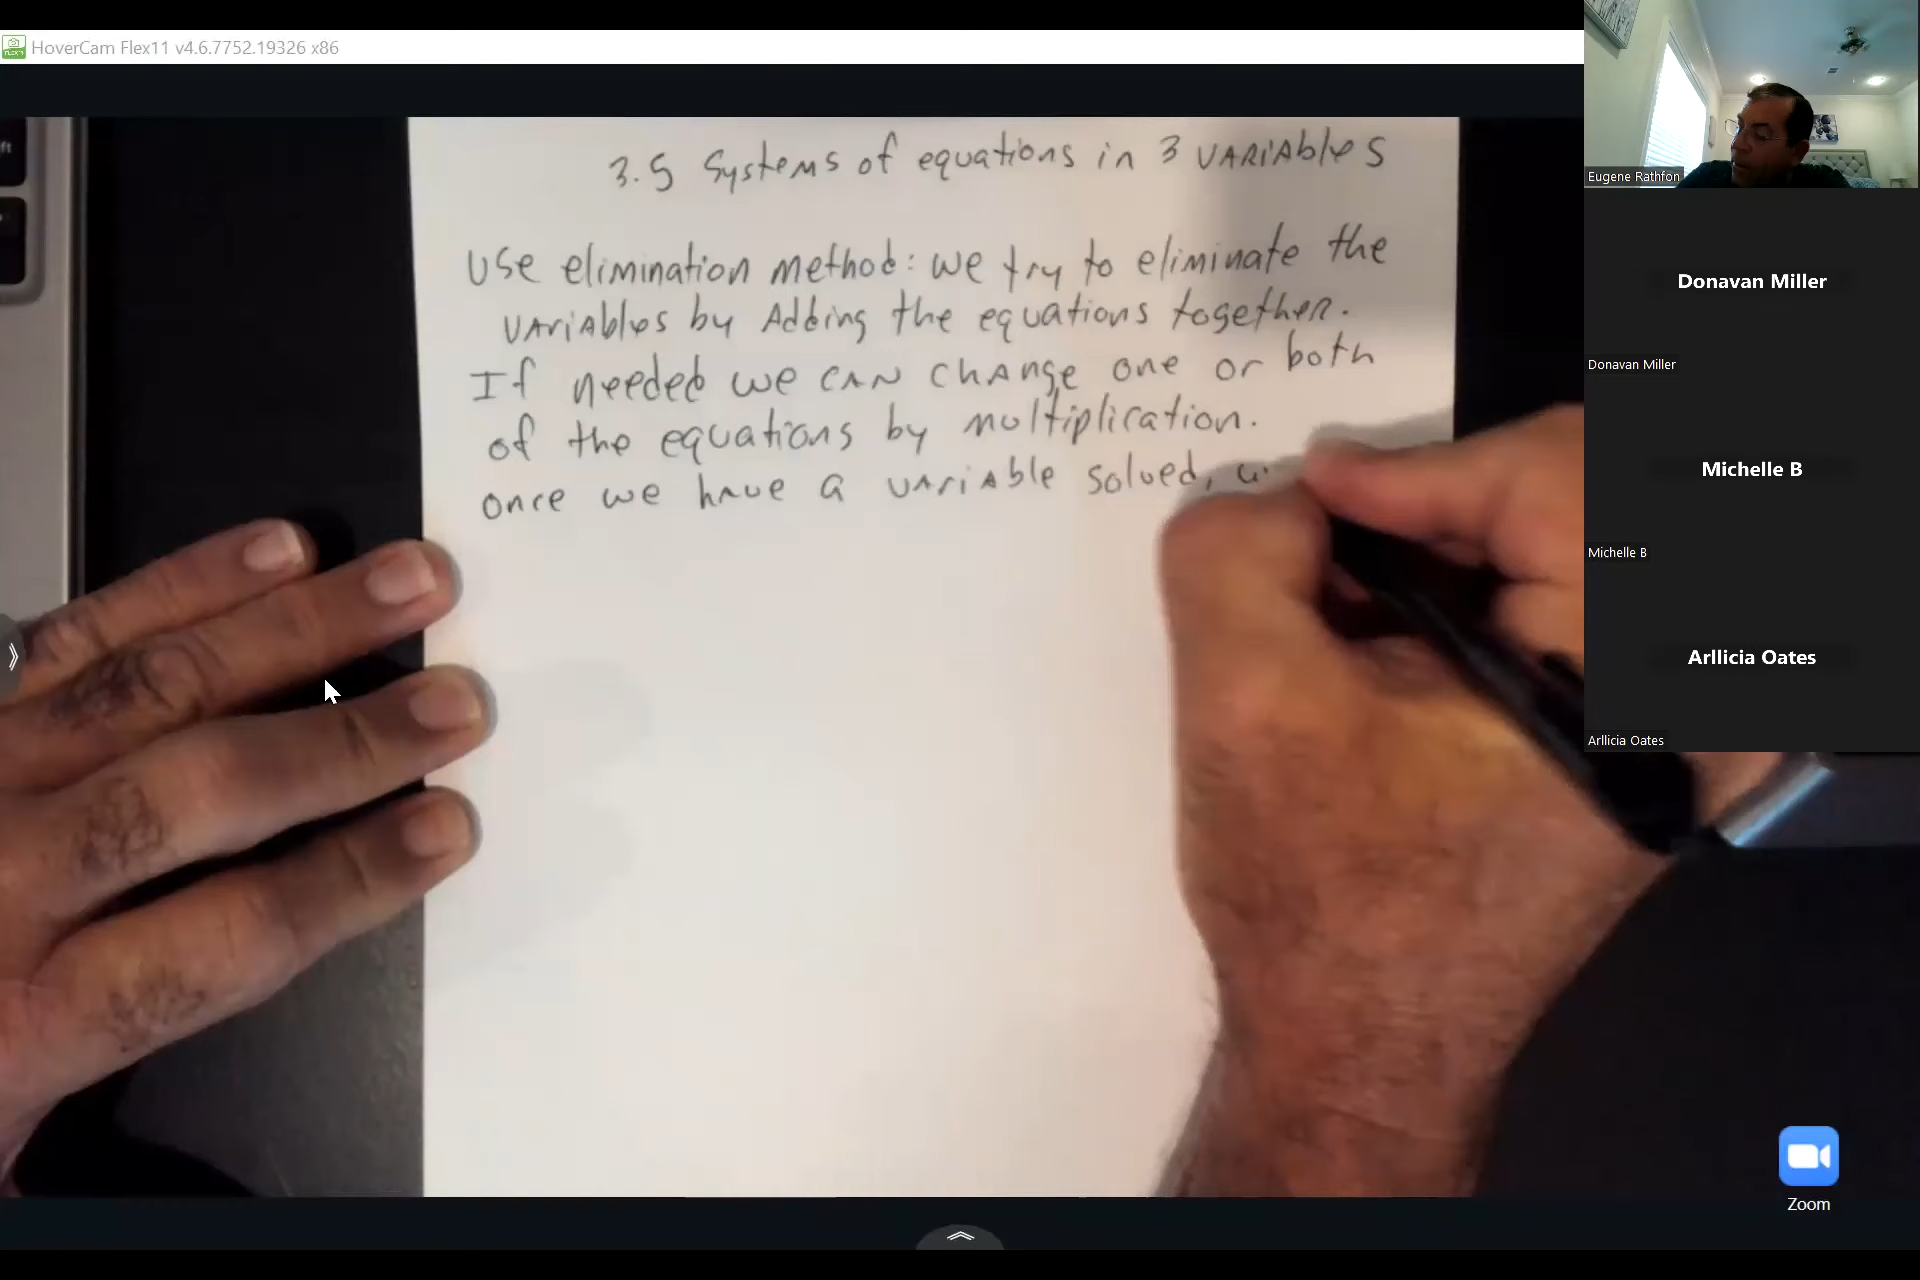 HoverCam Flex11 v4.6.7752.19326 x86
3.5 Systems of equations in 3 variables
Use elimination method: we try to eliminate the
variables by Adding the equations together.
If needed we can change one or both
of the equations by multiplication.
once we have a variable solved,
Eugene Rathfon
Donavan Miller
Donavan Miller
Michelle B
Michelle B
Arllicia Oates
Arllicia Oates
Zoom